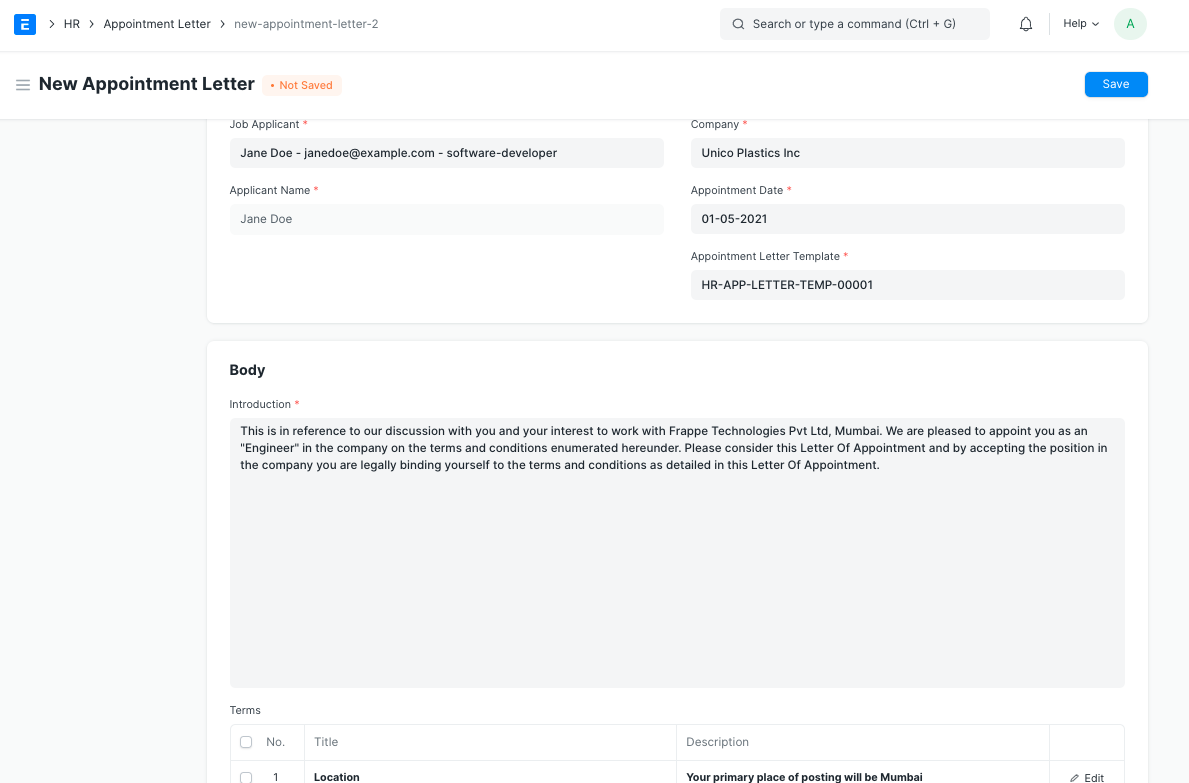 E HR Appointment Letter new-appointment-letter-2 Search or type a command (Ctrl + G) Help A
New Appointment Letter • Not Saved Save
Job Applicant * Company *
Jane Doe - janedoe@example.com - software-developer Unico Plastics Inc
Applicant Name * Appointment Date *
Jane Doe 01-05-2021
Appointment Letter Template *
HR-APP-LETTER-TEMP-00001
Body
Introduction *
This is in reference to our discussion with you and your interest to work with Frappe Technologies Pvt Ltd, Mumbai. We are pleased to appoint you as an
"Engineer" in the company on the terms and conditions enumerated hereunder. Please consider this Letter Of Appointment and by accepting the position in
the company you are legally binding yourself to the terms and conditions as detailed in this Letter Of Appointment.
Terms
No. Title Description
1 Location Your primary place of posting will be Mumbai Edit